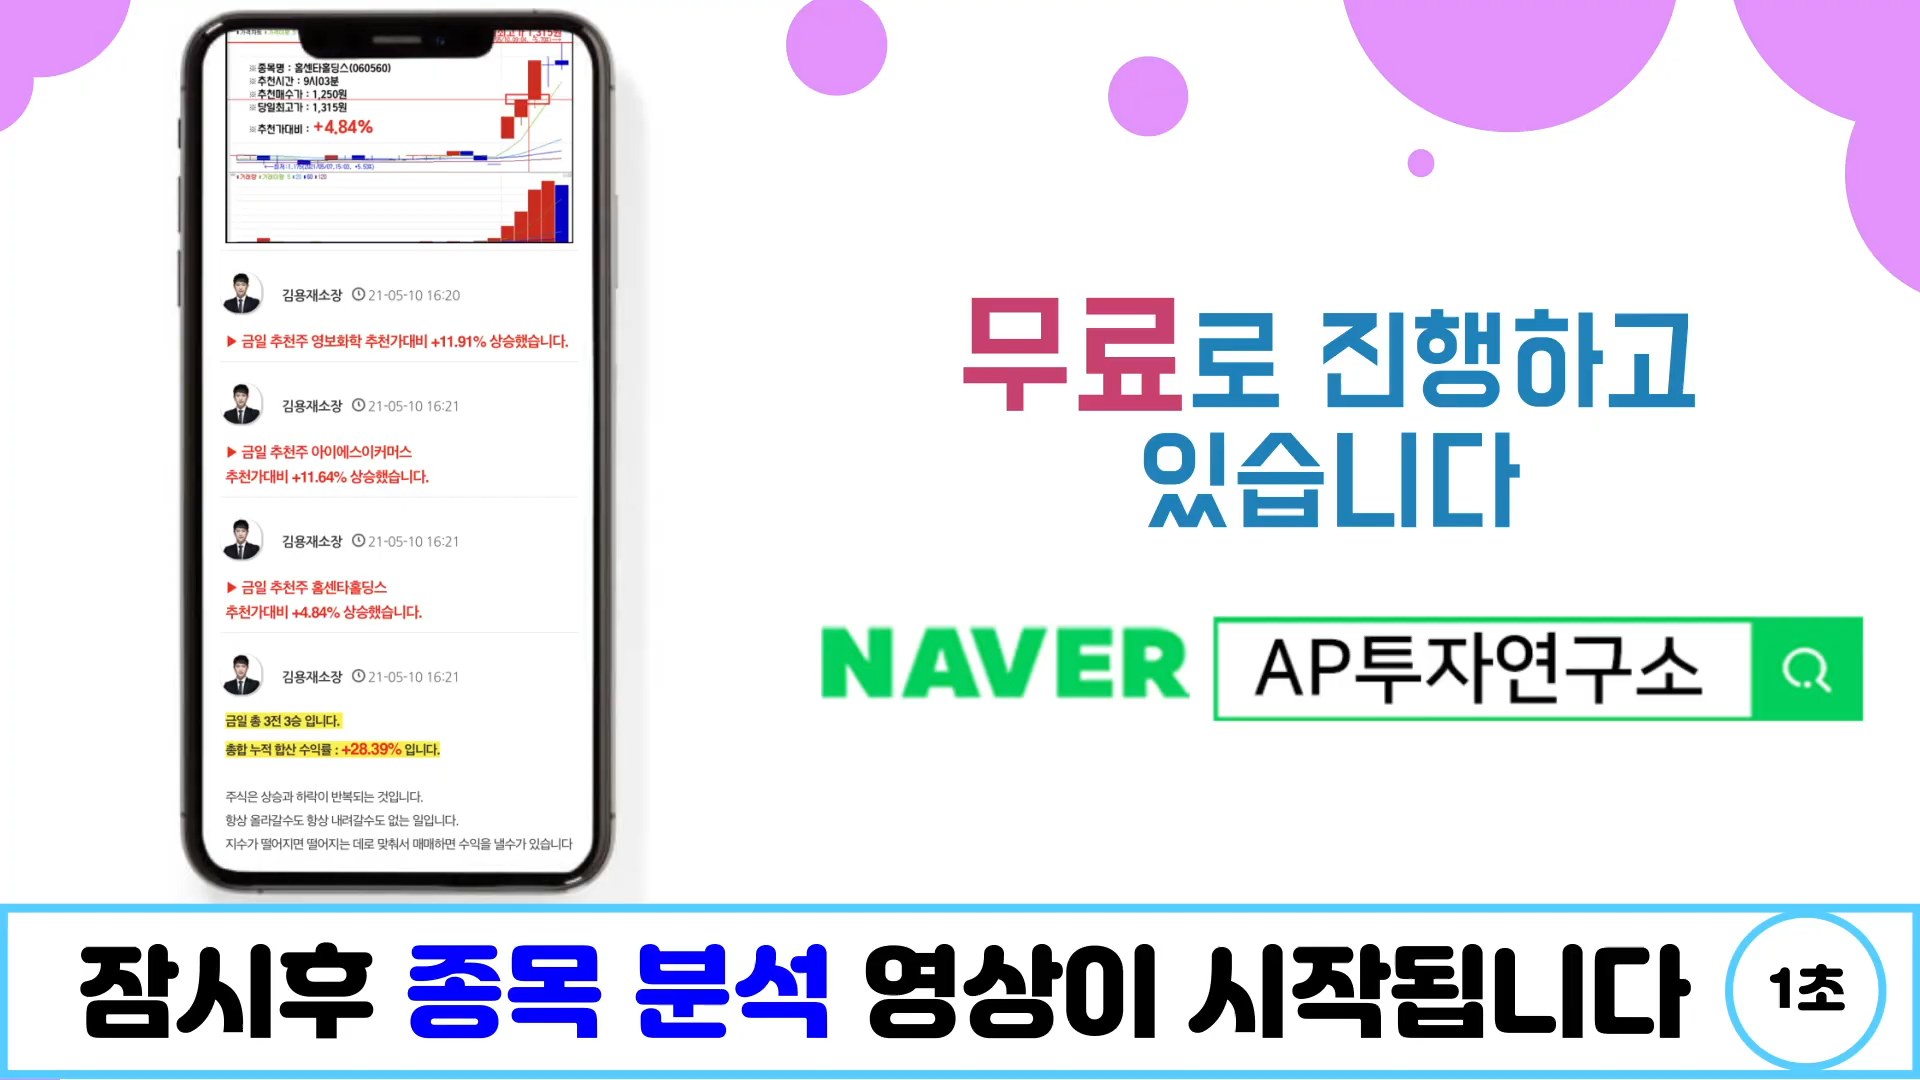 ※종목명 : 홈센타홀딩스(060560)
※추천시간 : 9시03분
※추천매수가 : 1,250원
※당일최고가 : 1,315원
※추천가대비 : +4.84%
김용재소장 21-05-10 16:20
▶ 금일 추천주 영보화학 추천가대비 +11.91% 상승했습니다.
김용재소장 21-05-10 16:21
▶ 금일 추천주 아이에스이커머스
추천가대비 +11.64% 상승했습니다.
김용재소장 21-05-10 16:21
▶ 금일 추천주 홈센타홀딩스
추천가대비 +4.84% 상승했습니다.
김용재소장 21-05-10 16:21
금일 총 3전 3승 입니다.
총합 누적 합산 수익률 : +28.39% 입니다.
주식은 상승과 하락이 반복되는 것입니다.
항상 올라갈수도 항상 내려갈수도 없는 일입니다.
지수가 떨어지면 떨어지는 데로 맞춰서 매매하면 수익을 낼수가 있습니다
무료로 진행하고
있습니다
NAVER AP투자연구소
잠시후 종목 분석 영상이 시작됩니다 1초